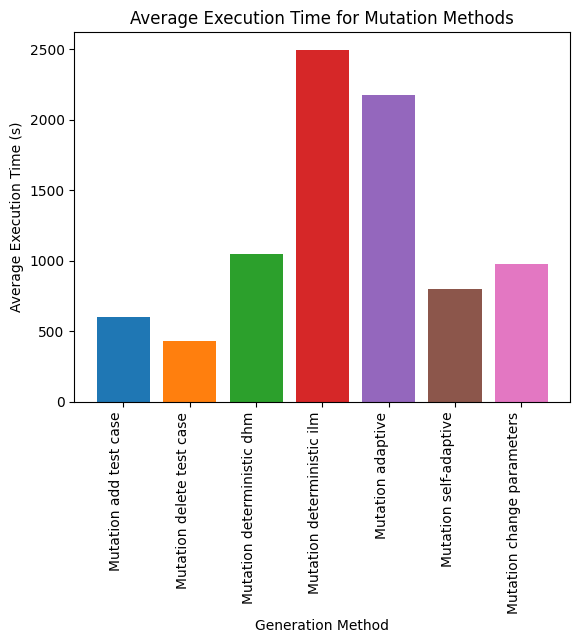 Average Execution Time for Mutation Methods
Average Execution Time (s)
2500
2000
1500
1000
500
0
Mutation add test case
Mutation delete test case
Mutation deterministic dhm
Mutation deterministic ilm
Mutation adaptive
Mutation self-adaptive
Mutation change parameters
Generation Method